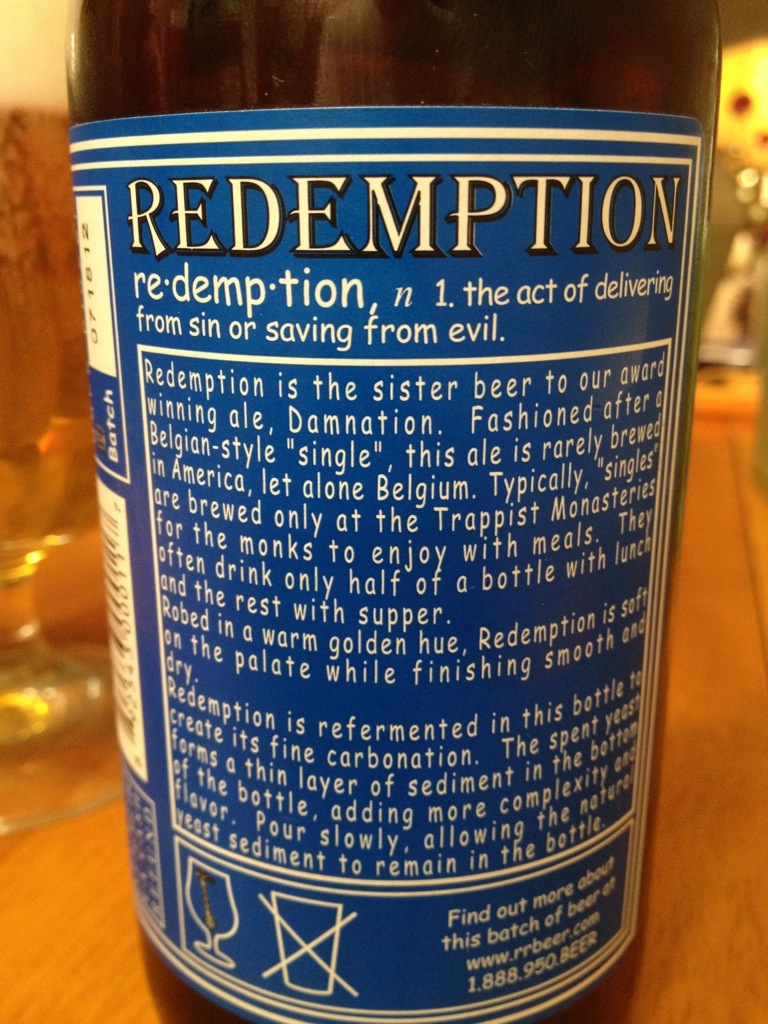 REDEMPTION
re·demp·tion, n 1. the act of delivering
from sin or saving from evil.
Redemption is the sister beer to our award
winning ale, Damnation. Fashioned after a
Belgian-style "single", this ale is rarely brewed
in America, let alone Belgium. Typically, "singles"
are brewed only at the Trappist Monasteries
for the monks to enjoy with meals. They
often drink only half of a bottle with lunch
and the rest with supper.
Robed in a warm golden hue, Redemption is soft
on the palate while finishing smooth and
dry.
Redemption is refermented in this bottle to
create its fine carbonation. The spent yeast
forms a thin layer of sediment in the bottom
of the bottle, adding more complexity and
flavor. Pour slowly, allowing the natural
yeast sediment to remain in the bottle.
Find out more about
this batch of beer at
www.rrbeer.com
1.888.950.BEER
071812
Batch